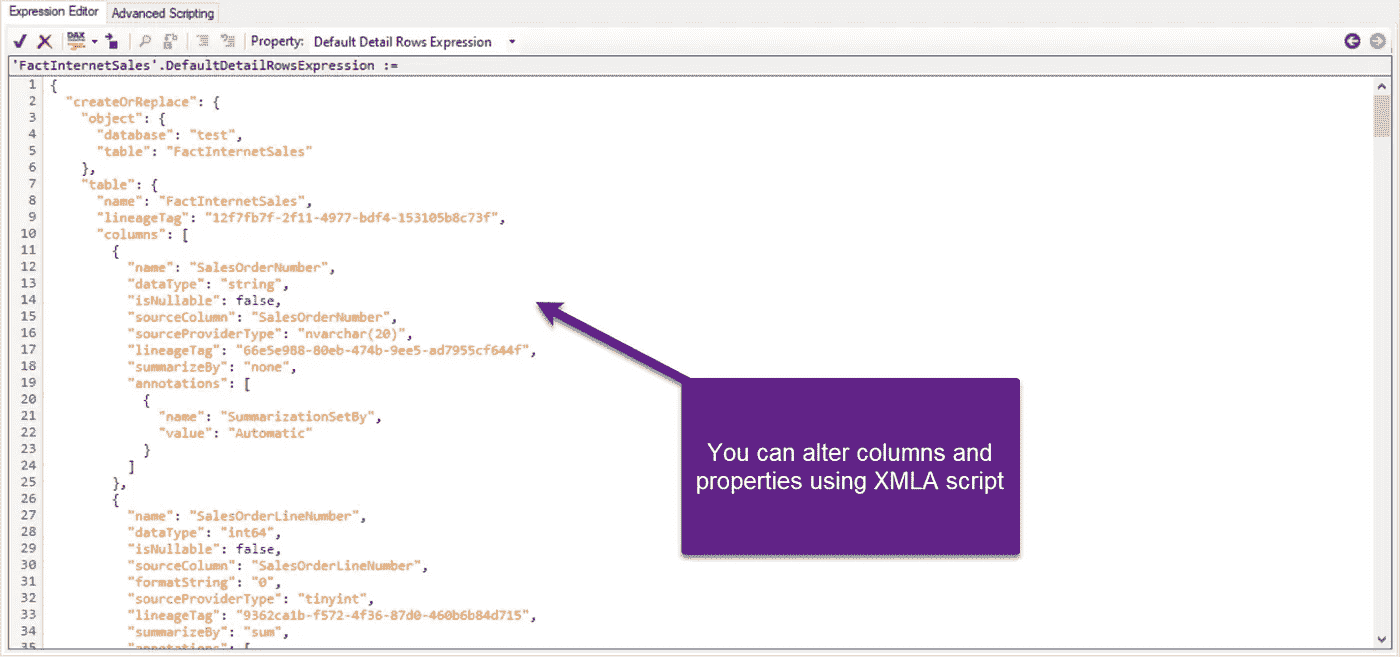 Expression Editor Advanced Scripting
DAX Property: Default Detail Rows Expression
'FactInternetSales'.DefaultDetailRowsExpression :=
1 {
2 "createOrReplace": {
3 "object": {
4 "database": "test",
5 "table": "FactInternetSales"
6 },
7 "table": {
8 "name": "FactInternetSales",
9 "lineageTag": "12f7fb7f-2f11-4977-bdf4-153105b8c73f",
10 "columns": [
11 {
12 "name": "SalesOrderNumber",
13 "dataType": "string",
14 "isNullable": false,
15 "sourceColumn": "SalesOrderNumber",
16 "sourceProviderType": "nvarchar(20)",
17 "lineageTag": "66e5e988-80eb-474b-9ee5-ad7955cf644f",
18 "summarizeBy": "none",
19 "annotations": [
20 {
21 "name": "SummarizationSetBy",
22 "value": "Automatic"
23 }
24 ]
25 },
26 {
27 "name": "SalesOrderLineNumber",
28 "dataType": "int64",
29 "isNullable": false,
30 "sourceColumn": "SalesOrderLineNumber",
31 "formatString": "0",
32 "sourceProviderType": "tinyint",
33 "lineageTag": "9362ca1b-f572-4f36-87d0-460b6b84d715",
34 "summarizeBy": "sum",
35 "annotations": [
You can alter columns and
properties using XMLA script